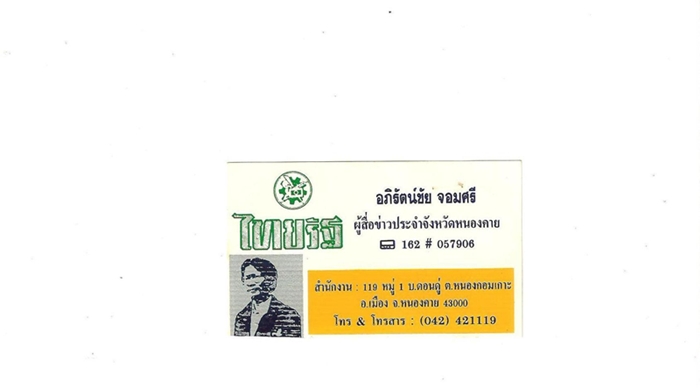 ไทยรัฐ
อภิรัตน์ชัย จอมศรี
ผู้สื่อข่าวประจำจังหวัดหนองคาย
162 # 057906
สำนักงาน : 119 หมู่ 1 บ.ดอนดู่ ต.หนองกอมเกาะ
อ.เมือง จ.หนองคาย 43000
โทร & โทรสาร : (042) 421119